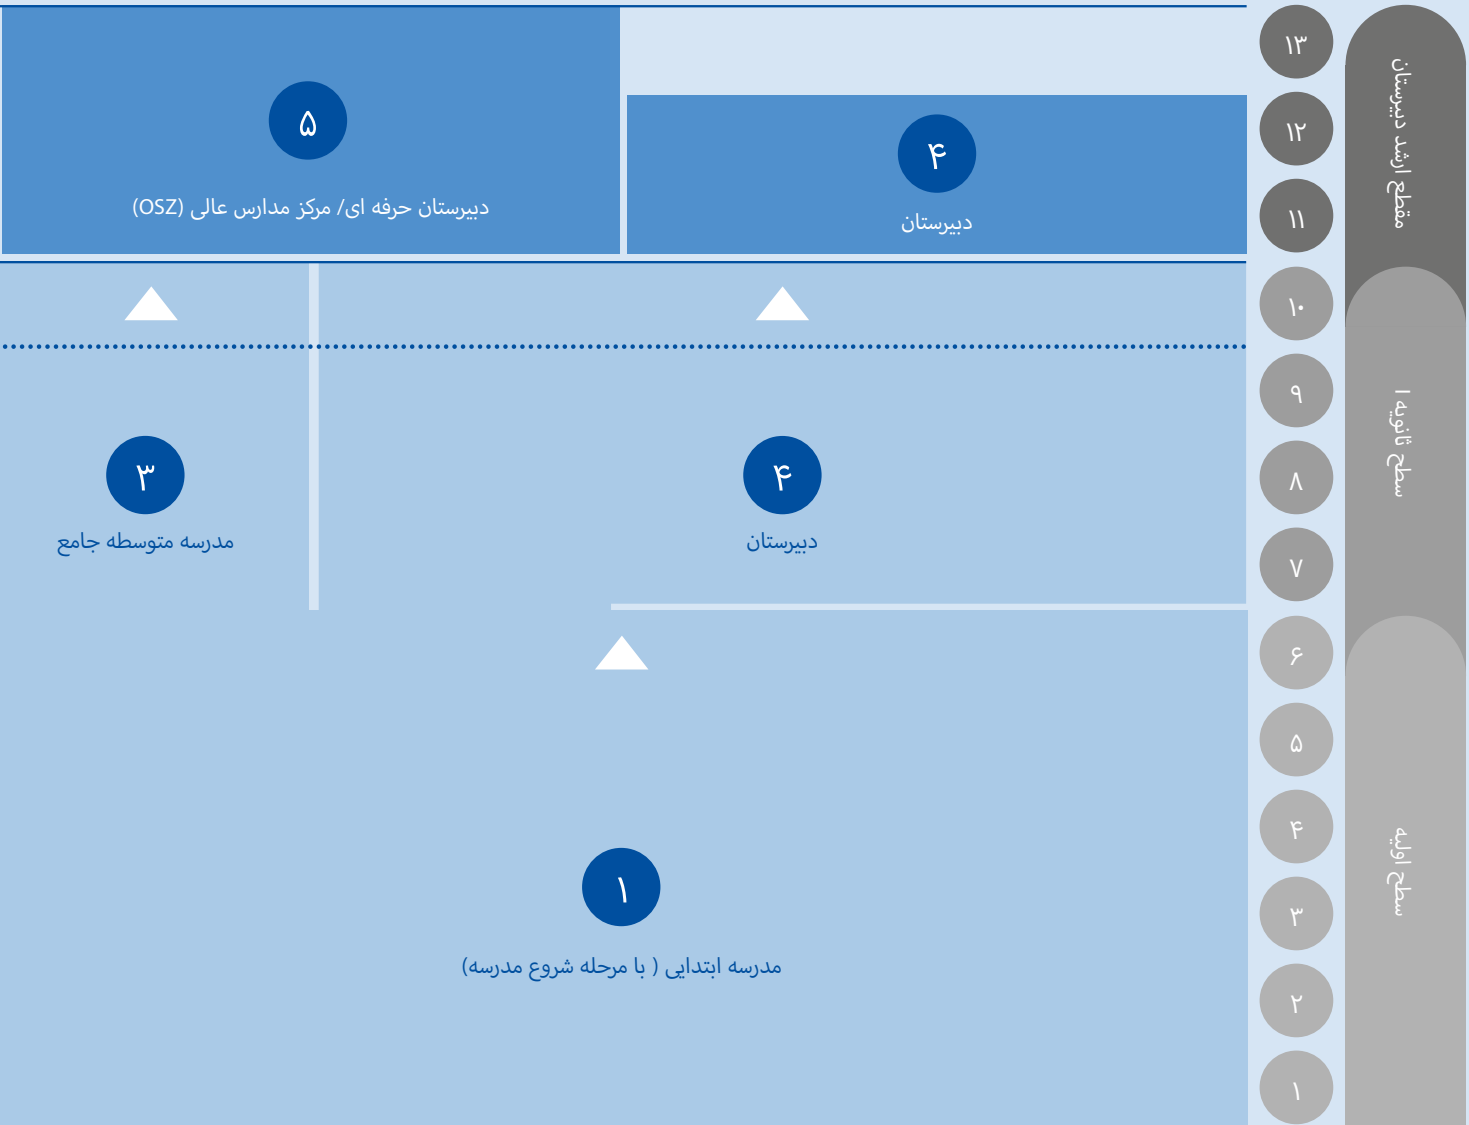 ۱۳
۱۲
۱۱
۱۰
۹
۸
۷
۶
۵
۴
۳
۲
۱
مقطع ارشد دبیرستان
سطح ثانویه I
سطح اولیه
۴
دبیرستان
۵
دبیرستان حرفه ای/ مرکز مدارس عالی (OSZ)
۴
دبیرستان
۳
مدرسه متوسطه جامع
۱
مدرسه ابتدایی ( با مرحله شروع مدرسه)